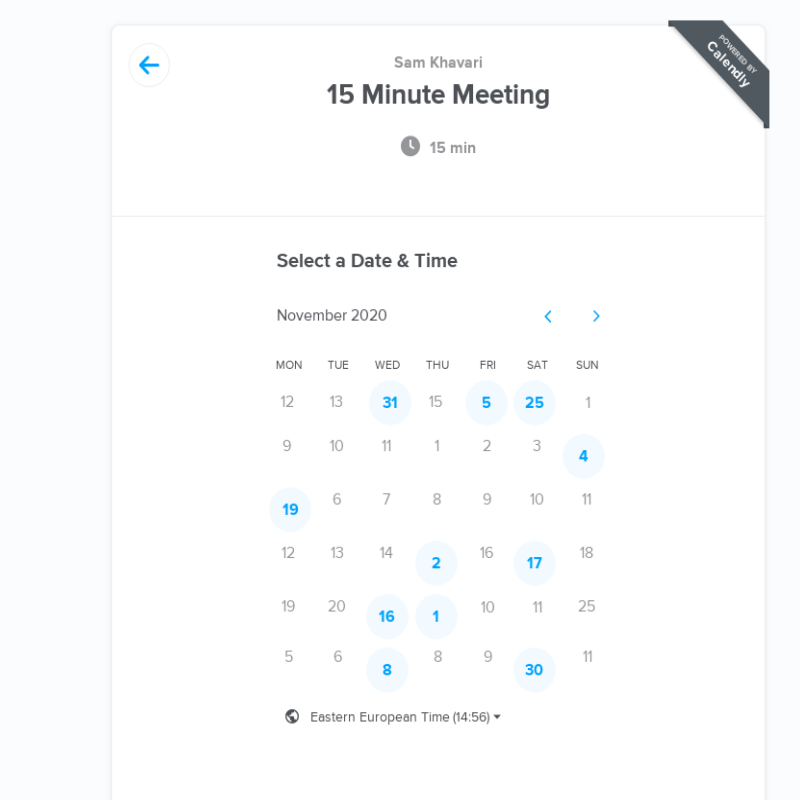 POWERED BY
Calendly
Sam Khavari
15 Minute Meeting
15 min
Select a Date & Time
November 2020
MON TUE WED THU FRI SAT SUN
12 13 31 15 5 25 1
9 10 11 1 2 3 4
19 6 7 8 9 10 11
12 13 14 2 16 17 18
19 20 16 1 10 11 25
5 6 8 8 9 30 11
Eastern European Time (14:56)